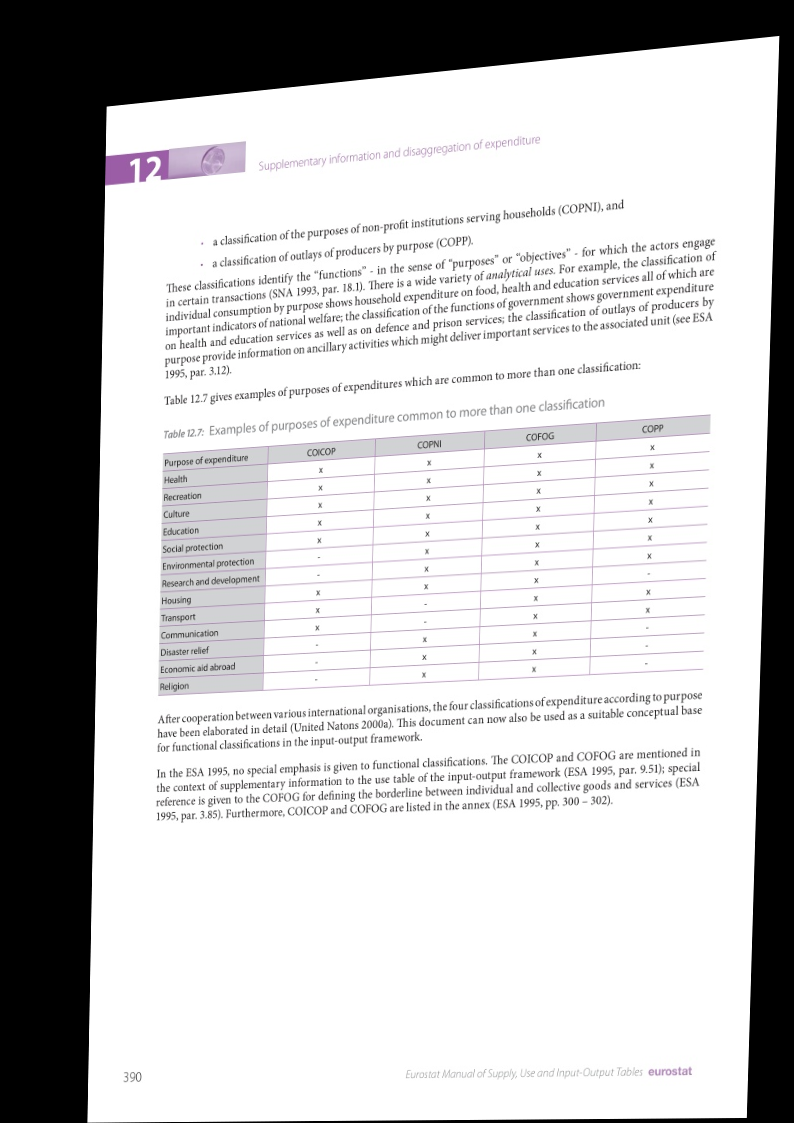 12
Supplementary information and disaggregation of expenditure
· a classification of the purposes of non-profit institutions serving households (COPNI), and
· a classification of outlays of producers by purpose (COPP).
These classifications identify the “functions” - in the sense of “purposes” or “objectives” - for which the actors engage
in certain transactions (SNA 1993, par. 18.1). There is a wide variety of analytical uses. For example, the classification of
individual consumption by purpose shows household expenditure on food, health and education services all of which are
important indicators of national welfare; the classification of the functions of government shows government expenditure
on health and education services as well as on defence and prison services; the classification of outlays of producers by
purpose provide information on ancillary activities which might deliver important services to the associated unit (see ESA
1995, par. 3.12).
Table 12.7 gives examples of purposes of expenditures which are common to more than one classification:
Table 12.7: Examples of purposes of expenditure common to more than one classification
Purpose of expenditure COICOP COPNI COFOG COPP
Health x x x x
Recreation x x x x
Culture x x x x
Education x x x x
Social protection x x x x
Environmental protection - x x x
Research and development - x x x
Housing x x x -
Transport x - x x
Communication x - x x
Disaster relief - x x -
Economic aid abroad - x x -
Religion - x x -
After cooperation between various international organisations, the four classifications of expenditure according to purpose
have been elaborated in detail (United Natons 2000a). This document can now also be used as a suitable conceptual base
for functional classifications in the input-output framework.
In the ESA 1995, no special emphasis is given to functional classifications. The COICOP and COFOG are mentioned in
the context of supplementary information to the use table of the input-output framework (ESA 1995, par. 9.51); special
reference is given to the COFOG for defining the borderline between individual and collective goods and services (ESA
1995, par. 3.85). Furthermore, COICOP and COFOG are listed in the annex (ESA 1995, pp. 300 – 302).
390
Eurostat Manual of Supply, Use and Input-Output Tables eurostat